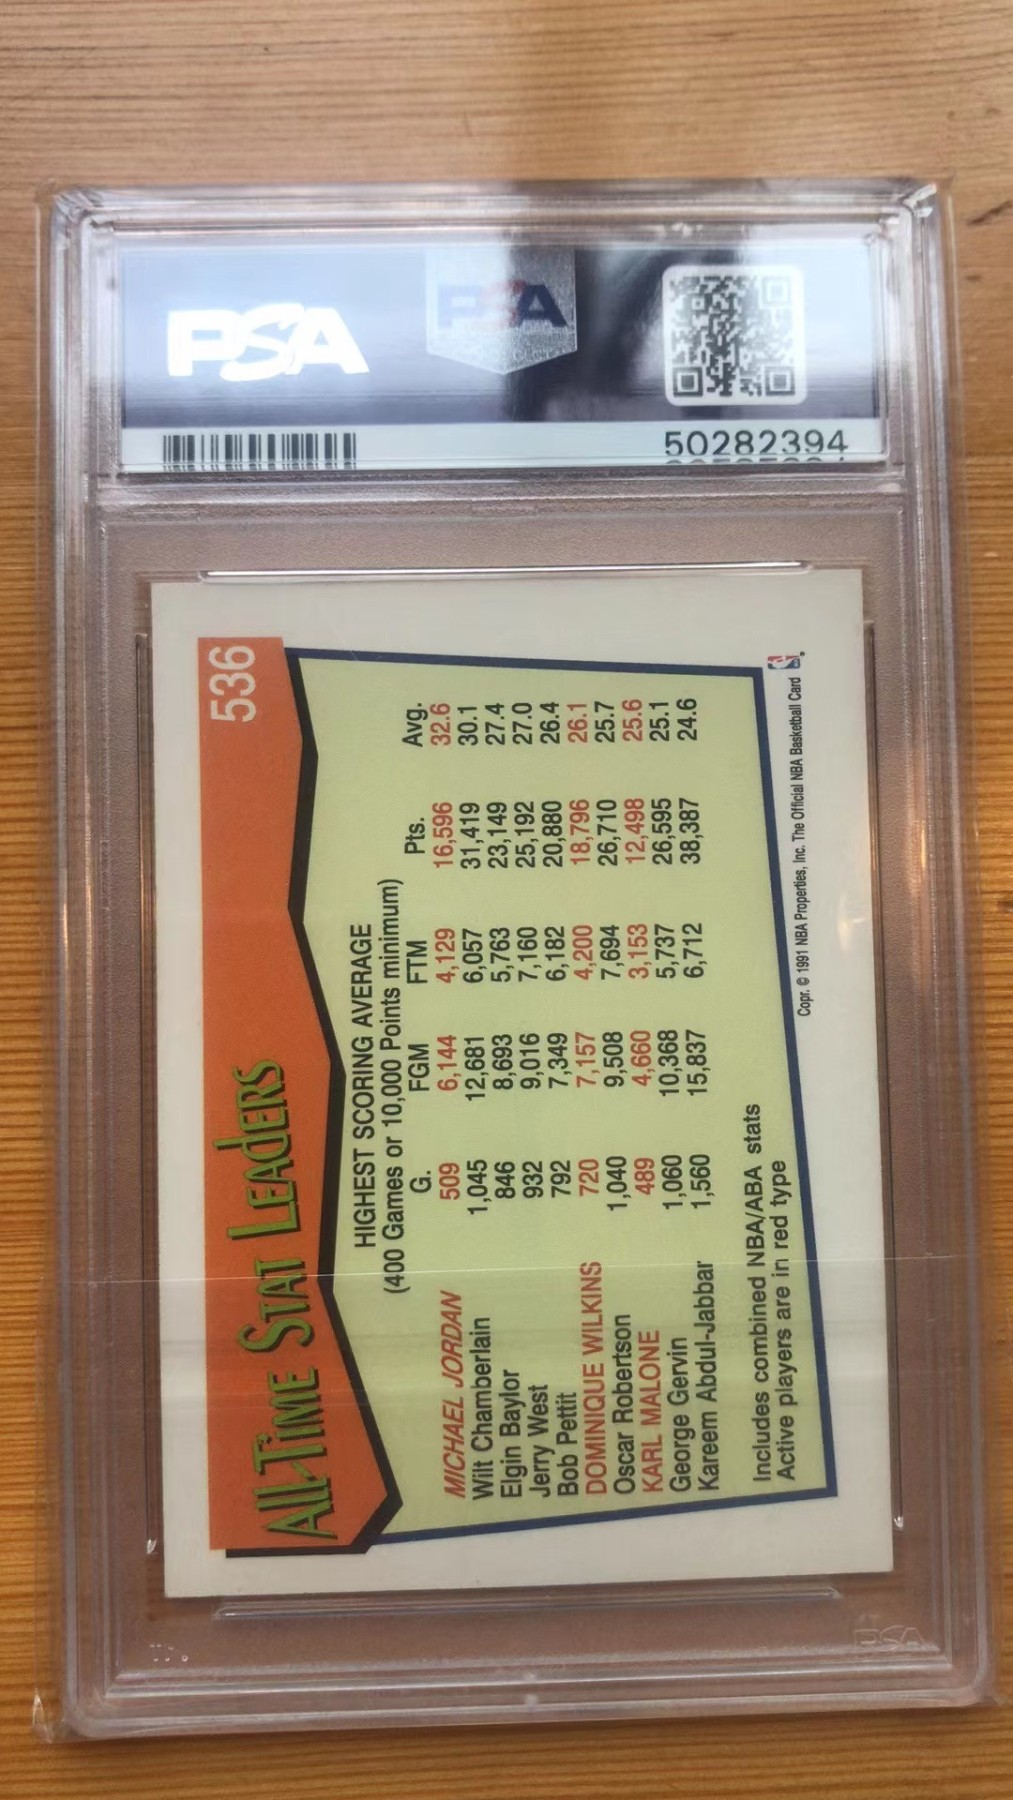 PSA
PSA
50282394
536
All-Time Stat Leaders
HIGHEST SCORING AVERAGE
(400 Games or 10,000 Points minimum)
G. FGM FTM Pts. Avg.
MICHAEL JORDAN 509 6,144 4,129 16,596 32.6
Wilt Chamberlain 1,045 12,681 6,057 31,419 30.1
Elgin Baylor 846 8,693 5,763 23,149 27.4
Jerry West 932 9,016 7,160 25,192 27.0
Bob Pettit 792 7,349 6,182 20,880 26.4
DOMINIQUE WILKINS 720 7,157 4,200 18,796 26.1
Oscar Robertson 1,040 9,508 7,694 26,710 25.7
KARL MALONE 489 4,660 3,153 12,498 25.6
George Gervin 1,060 10,368 5,737 26,595 25.1
Kareem Abdul-Jabbar 1,560 15,837 6,712 38,387 24.6
Includes combined NBA/ABA stats
Active players are in red type
Copr. © 1991 NBA Properties, Inc. The Official NBA Basketball Card
PSA